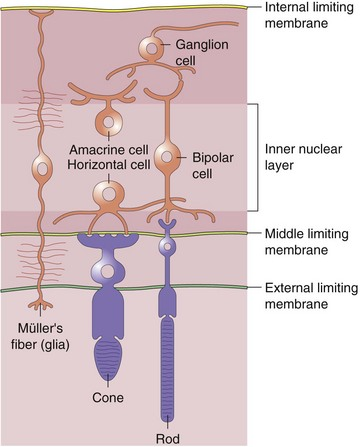 Internal limiting
membrane
Ganglion
cell
Amacrine cell
Horizontal cell
Bipolar
cell
Inner nuclear
layer
Middle limiting
membrane
External limiting
membrane
Müller's
fiber (glia)
Cone
Rod